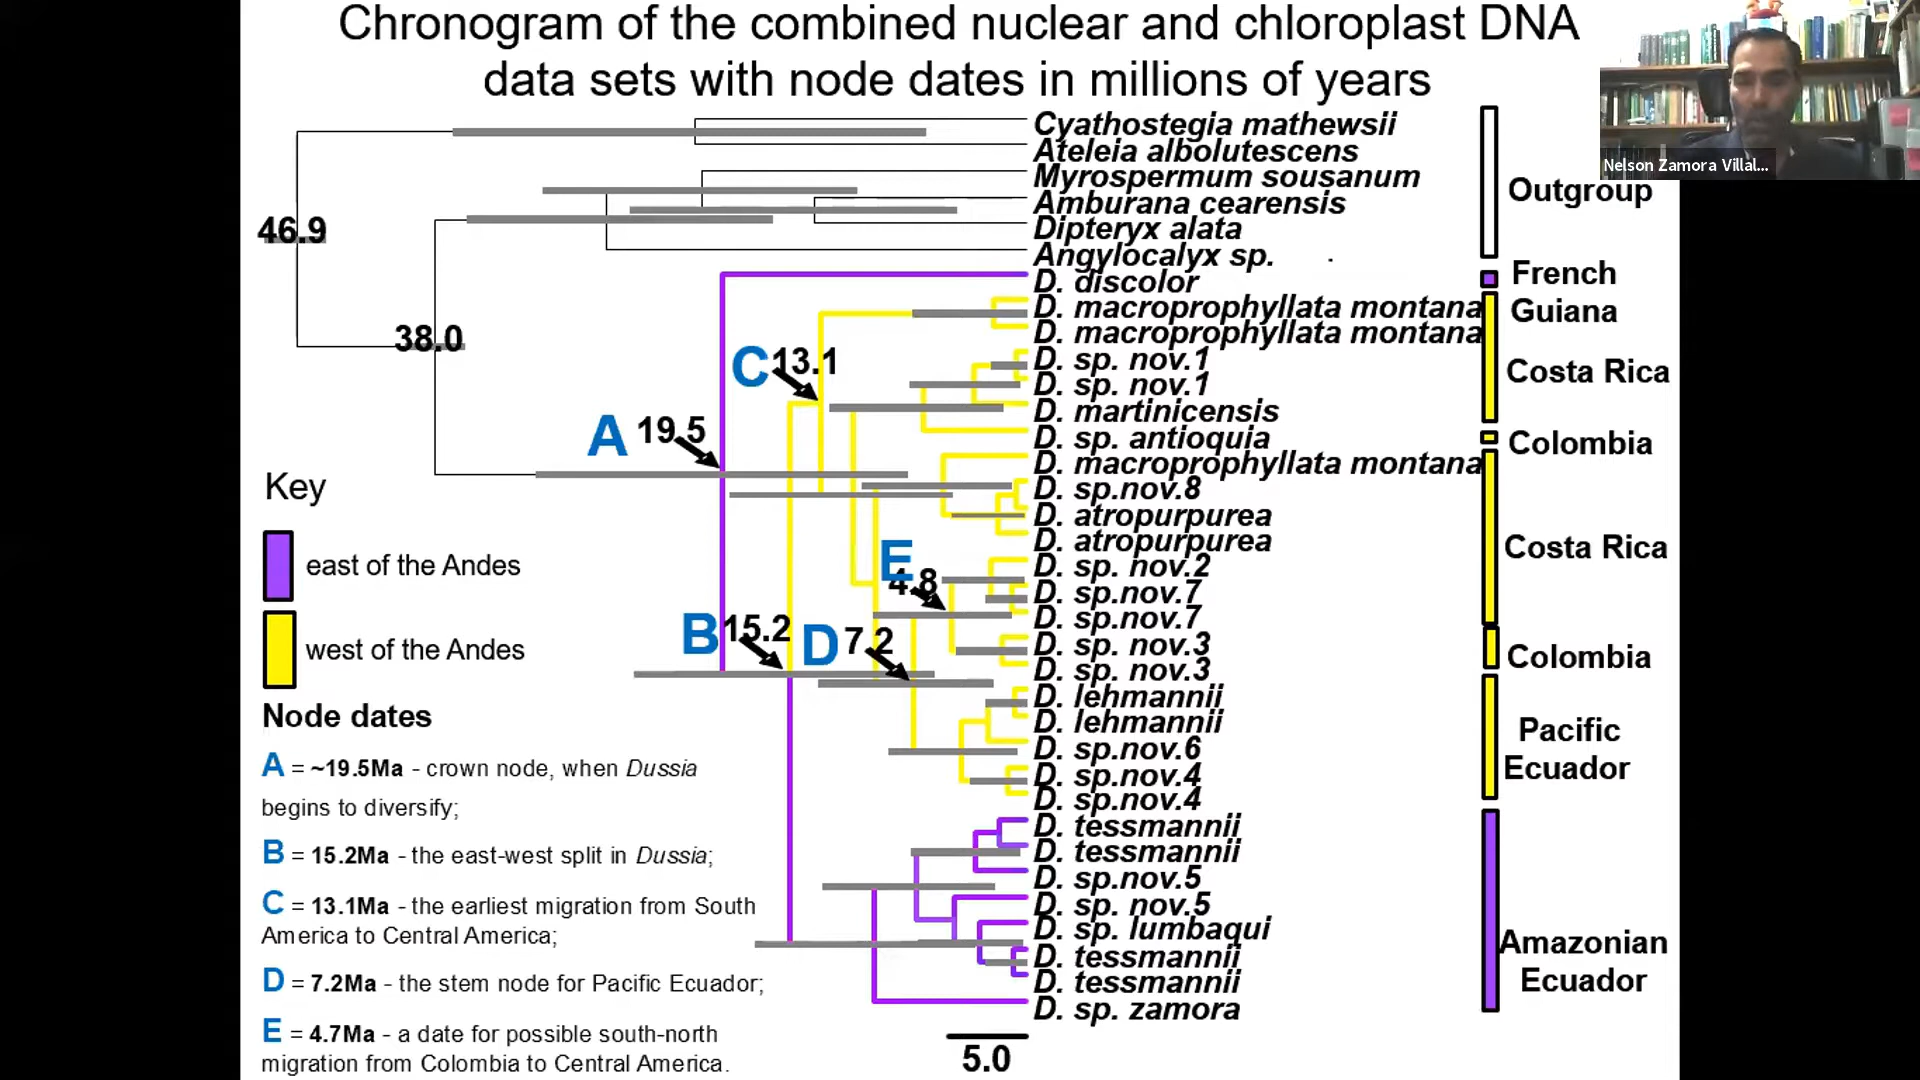 Chronogram of the combined nuclear and chloroplast DNA
data sets with node dates in millions of years
Nelson Zamora Villal...
Cyathostegia mathewsii
Ateleia albolutescens
Myrospermum sousanum
Amburana cearensis
Dipteryx alata
Angylocalyx sp.
D. discolor
D. macroprophyllata montana
D. macroprophyllata montana
D. sp. nov.1
D. sp. nov.1
D. martinicensis
D. sp. antioquia
D. macroprophyllata montana
D. sp.nov.8
D. atropurpurea
D. atropurpurea
D. sp. nov.2
D. sp.nov.7
D. sp.nov.7
D. sp. nov.3
D. sp. nov.3
D. lehmannii
D. lehmannii
D. sp.nov.6
D. sp.nov.4
D. sp.nov.4
D. tessmannii
D. tessmannii
D. sp.nov.5
D. sp. nov.5
D. sp. lumbaqui
D. tessmannii
D. tessmannii
D. sp. zamora
Outgroup
French
Guiana
Costa Rica
Colombia
Costa Rica
Colombia
Pacific
Ecuador
Amazonian
Ecuador
46.9
38.0
C 13.1
A 19.5
E
4.8
B 15.2
D 7.2
5.0
Key
east of the Andes
west of the Andes
Node dates
A = ~19.5Ma - crown node, when Dussia
begins to diversify;
B = 15.2Ma - the east-west split in Dussia;
C = 13.1Ma - the earliest migration from South
America to Central America;
D = 7.2Ma - the stem node for Pacific Ecuador;
E = 4.7Ma - a date for possible south-north
migration from Colombia to Central America.